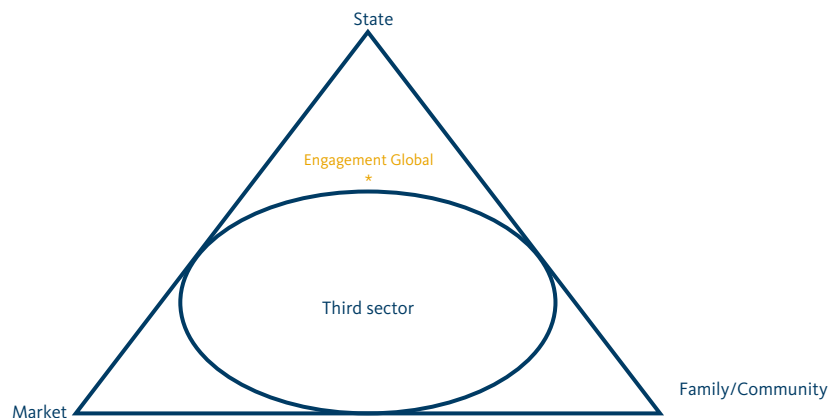 State
Engagement Global
*
Third sector
Family/Community
Market